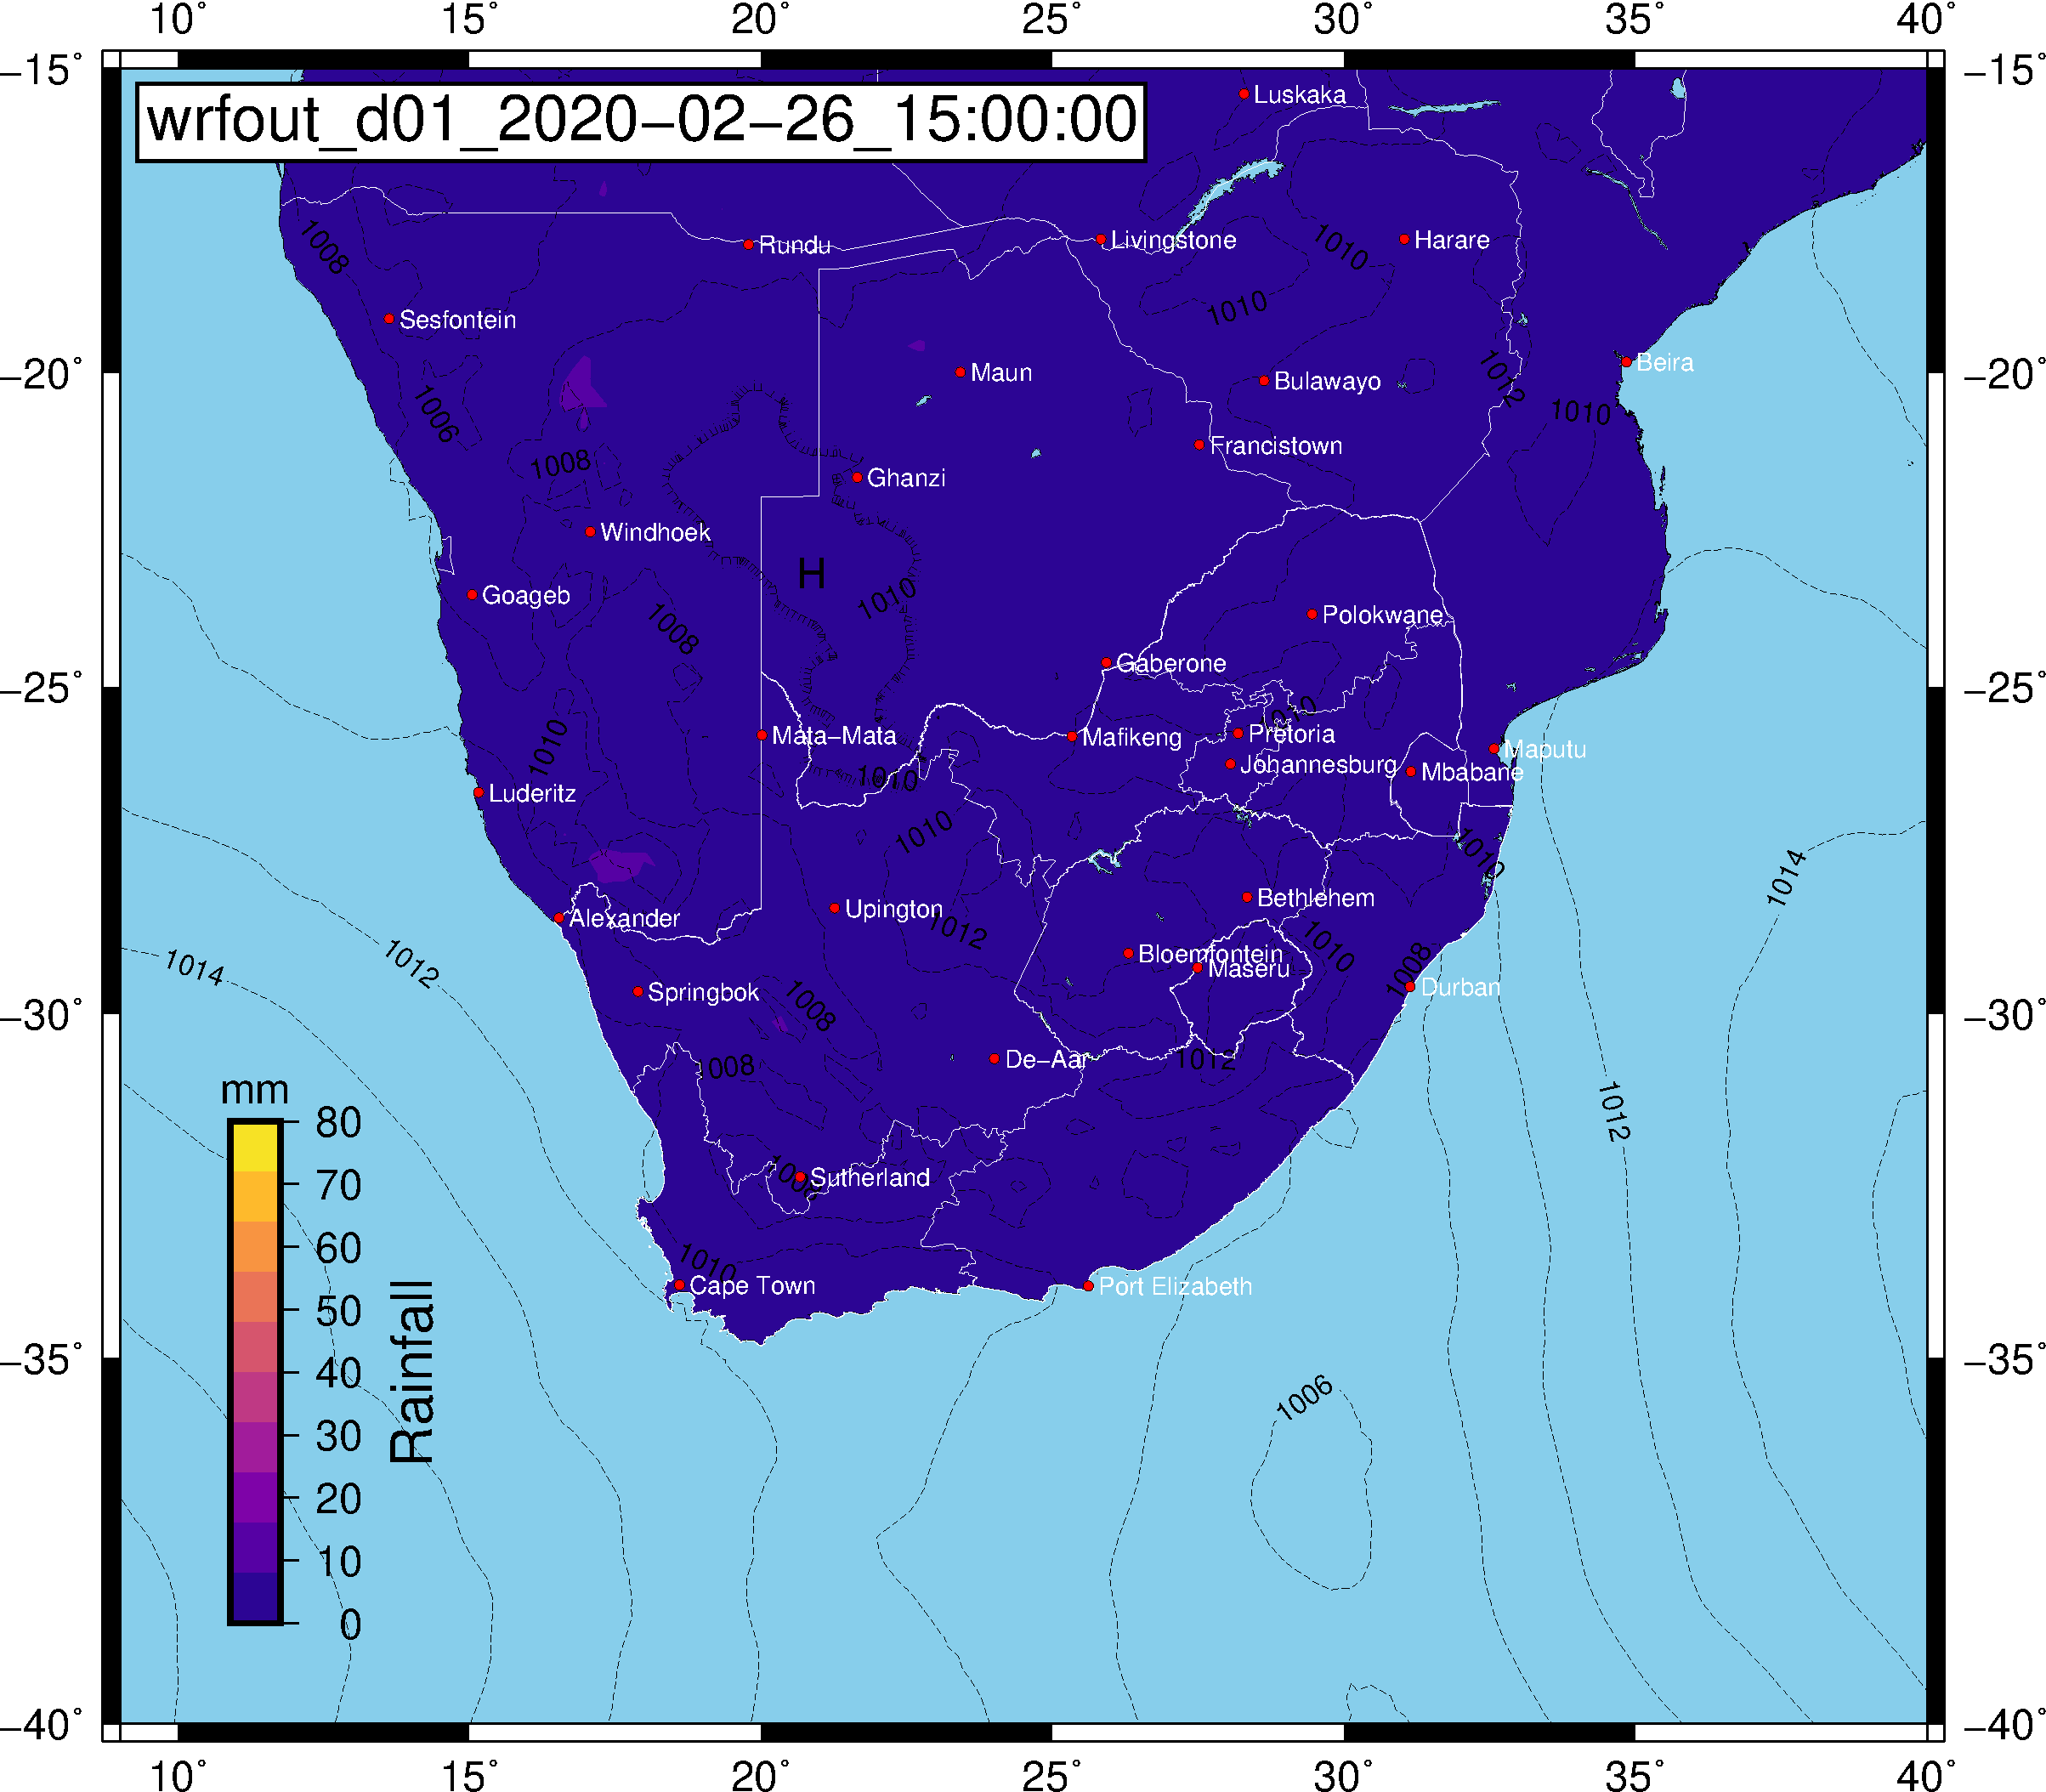 10° 15° 20° 25° 30° 35° 40°
−15° −15°
wrfout_d01_2020−02−26_15:00:00
Luskaka
Rundu
Livingstone
Harare
1008
1010
1010
Sesfontein
−20° −20°
Maun
Bulawayo
1012
Beira
1006
1010
Francistown
1008
Ghanzi
Windhoek
H
Goageb
1010
1008
Polokwane
Gaberone
−25° −25°
1010
1010
Mata−Mata
Mafikeng
Pretoria
Maputu
Johannesburg
Mbabane
1010
Luderitz
1010
1012
1014
Bethlehem
Upington
Alexander
1012
1010
Bloemfontein
Maseru
1014
1012
1008
Durban
Springbok
1008
−30° −30°
De−Aar
1012
1008
1012
mm
80
70
60
50
40
30
20
10
0
Rainfall
1008
Sutherland
1010
Cape Town
Port Elizabeth
−35° −35°
1006
−40° −40°
10° 15° 20° 25° 30° 35° 40°